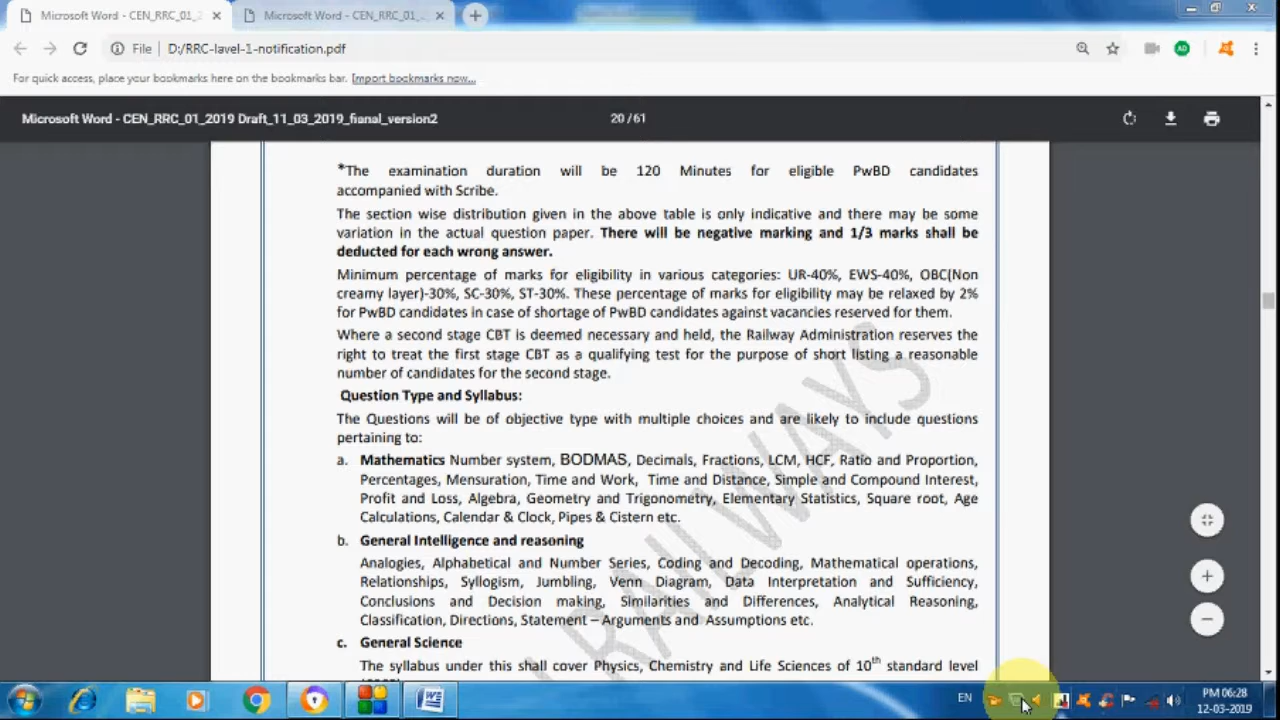 Microsoft Word - CEN_RRC_01_2
Microsoft Word - CEN_RRC_01_
File D:/RRC-lavel-1-notification.pdf
For quick access, place your bookmarks here on the bookmarks bar. Import bookmarks now...
Microsoft Word - CEN_RRC_01_2019 Draft_11_03_2019_fianal_version2
20 / 61
*The examination duration will be 120 Minutes for eligible PwBD candidates
accompanied with Scribe.
The section wise distribution given in the above table is only indicative and there may be some
variation in the actual question paper. There will be negative marking and 1/3 marks shall be
deducted for each wrong answer.
Minimum percentage of marks for eligibility in various categories: UR-40%, EWS-40%, OBC(Non
creamy layer)-30%, SC-30%, ST-30%. These percentage of marks for eligibility may be relaxed by 2%
for PwBD candidates in case of shortage of PwBD candidates against vacancies reserved for them.
Where a second stage CBT is deemed necessary and held, the Railway Administration reserves the
right to treat the first stage CBT as a qualifying test for the purpose of short listing a reasonable
number of candidates for the second stage.
Question Type and Syllabus:
The Questions will be of objective type with multiple choices and are likely to include questions
pertaining to:
a. Mathematics Number system, BODMAS, Decimals, Fractions, LCM, HCF, Ratio and Proportion,
Percentages, Mensuration, Time and Work, Time and Distance, Simple and Compound Interest,
Profit and Loss, Algebra, Geometry and Trigonometry, Elementary Statistics, Square root, Age
Calculations, Calendar & Clock, Pipes & Cistern etc.
b. General Intelligence and reasoning
Analogies, Alphabetical and Number Series, Coding and Decoding, Mathematical operations,
Relationships, Syllogism, Jumbling, Venn Diagram, Data Interpretation and Sufficiency,
Conclusions and Decision making, Similarities and Differences, Analytical Reasoning,
Classification, Directions, Statement – Arguments and Assumptions etc.
c. General Science
The syllabus under this shall cover Physics, Chemistry and Life Sciences of 10th standard level
RAILWAYS
AD
EN
PM 06:28
12-03-2019